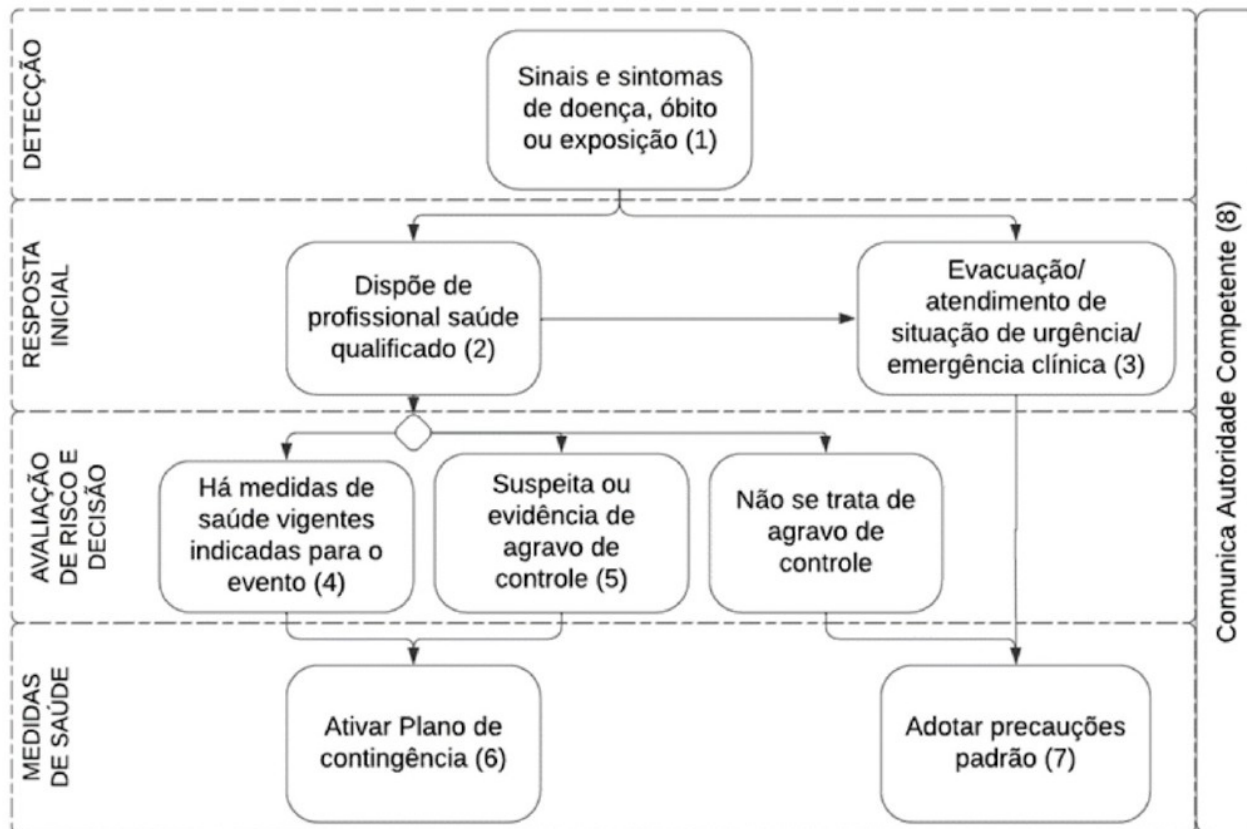 DETECÇÃO
Sinais e sintomas
de doença, óbito
ou exposição (1)
RESPOSTA
INICIAL
Dispõe de
profissional saúde
qualificado (2)
Evacuação/
atendimento de
situação de urgência/
emergência clínica (3)
AVALIAÇÃO
DE RISCO E
DECISÃO
Há medidas de
saúde vigentes
indicadas para o
evento (4)
Suspeita ou
evidência de
agravo de
controle (5)
Não se trata de
agravo de
controle
MEDIDAS
DE SAÚDE
Ativar Plano de
contingência (6)
Adotar precauções
padrão (7)
Comunica Autoridade Competente (8)